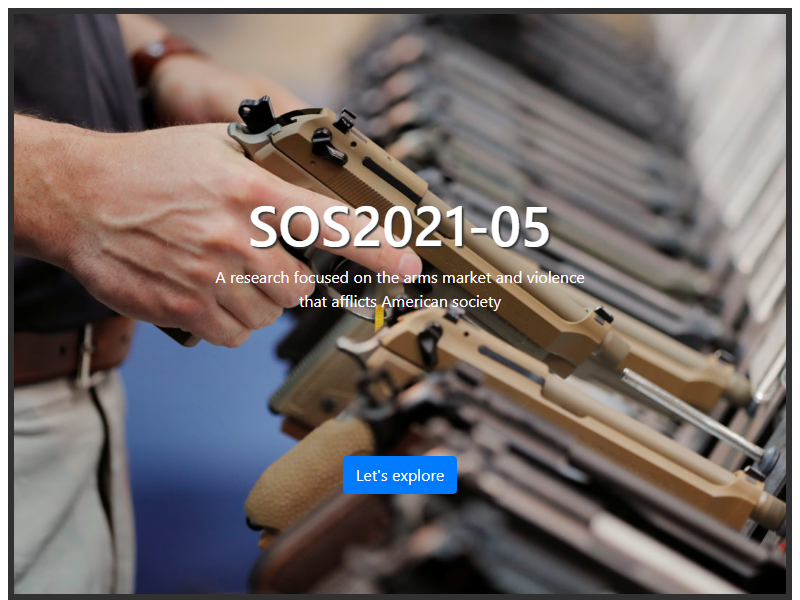 SOS2021-05
A research focused on the arms market and violence
that afflicts American society
Let's explore